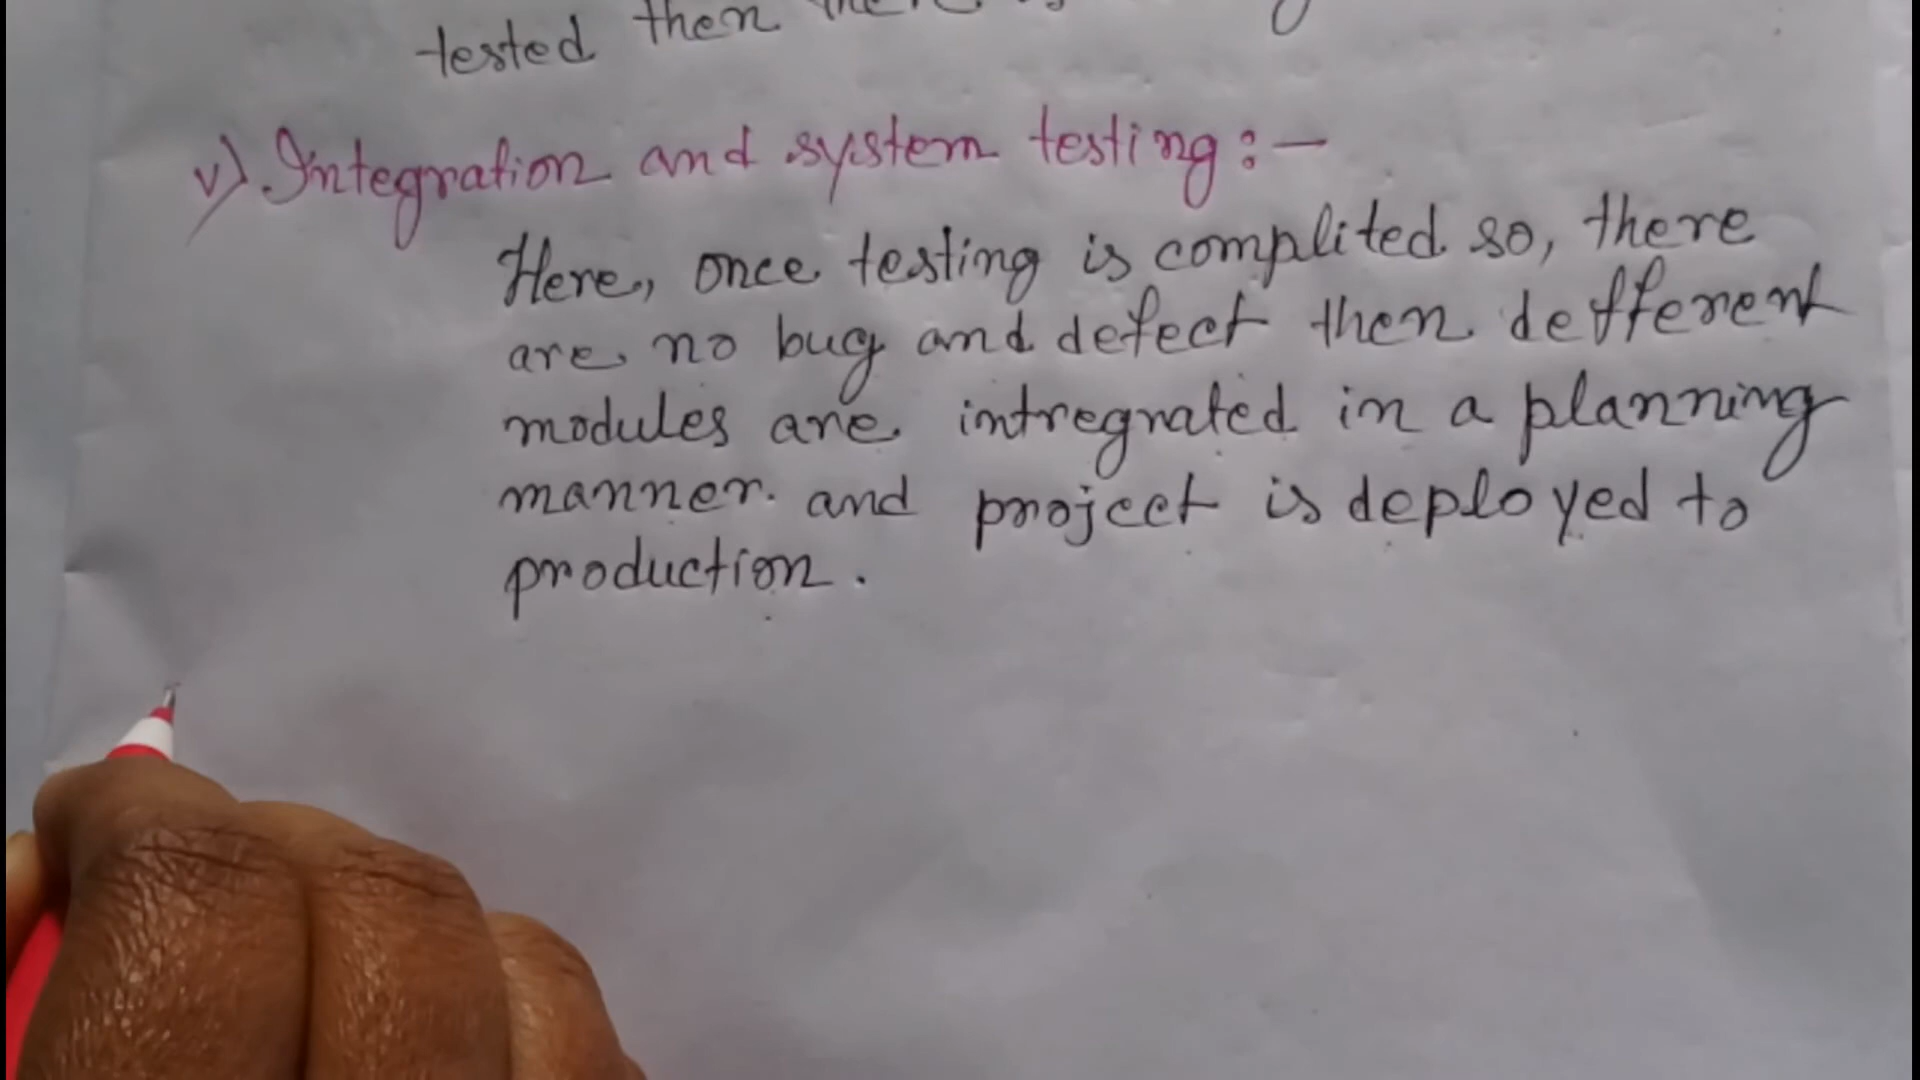 tested then there
v) Integration and system testing:-
Here, once testing is complited so, there
are no bug and defect then defferent
modules are intregrated in a planning
manner. and project is deployed to
production.